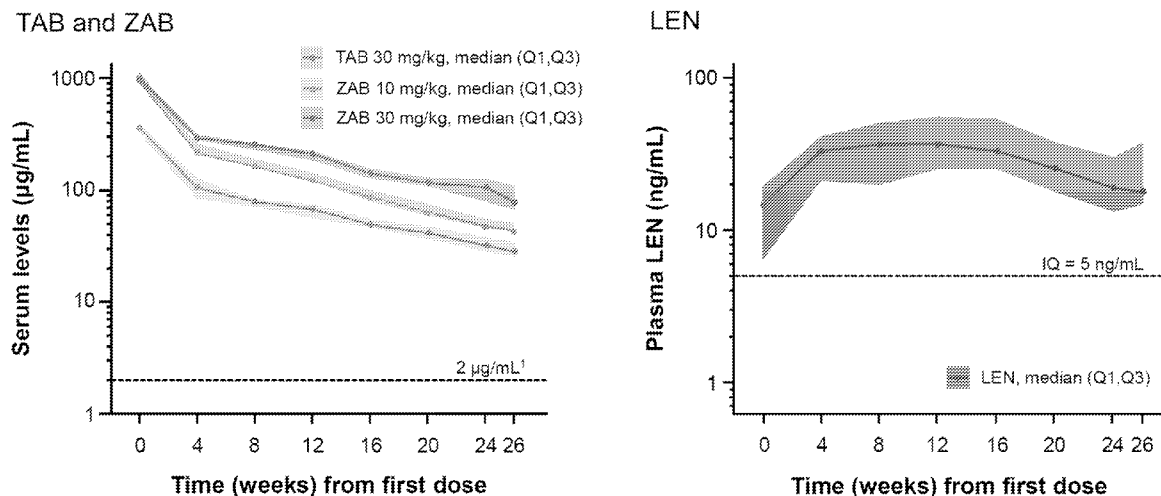 TAB and ZAB
TAB 30 mg/kg, median (Q1,Q3)
ZAB 10 mg/kg, median (Q1,Q3)
ZAB 30 mg/kg, median (Q1,Q3)
Serum levels (µg/mL)
1000
100
10
1
2 µg/mL¹
0 4 8 12 16 20 24 26
Time (weeks) from first dose
LEN
Plasma LEN (ng/mL)
100
10
1
IQ = 5 ng/mL
LEN, median (Q1,Q3)
0 4 8 12 16 20 24 26
Time (weeks) from first dose